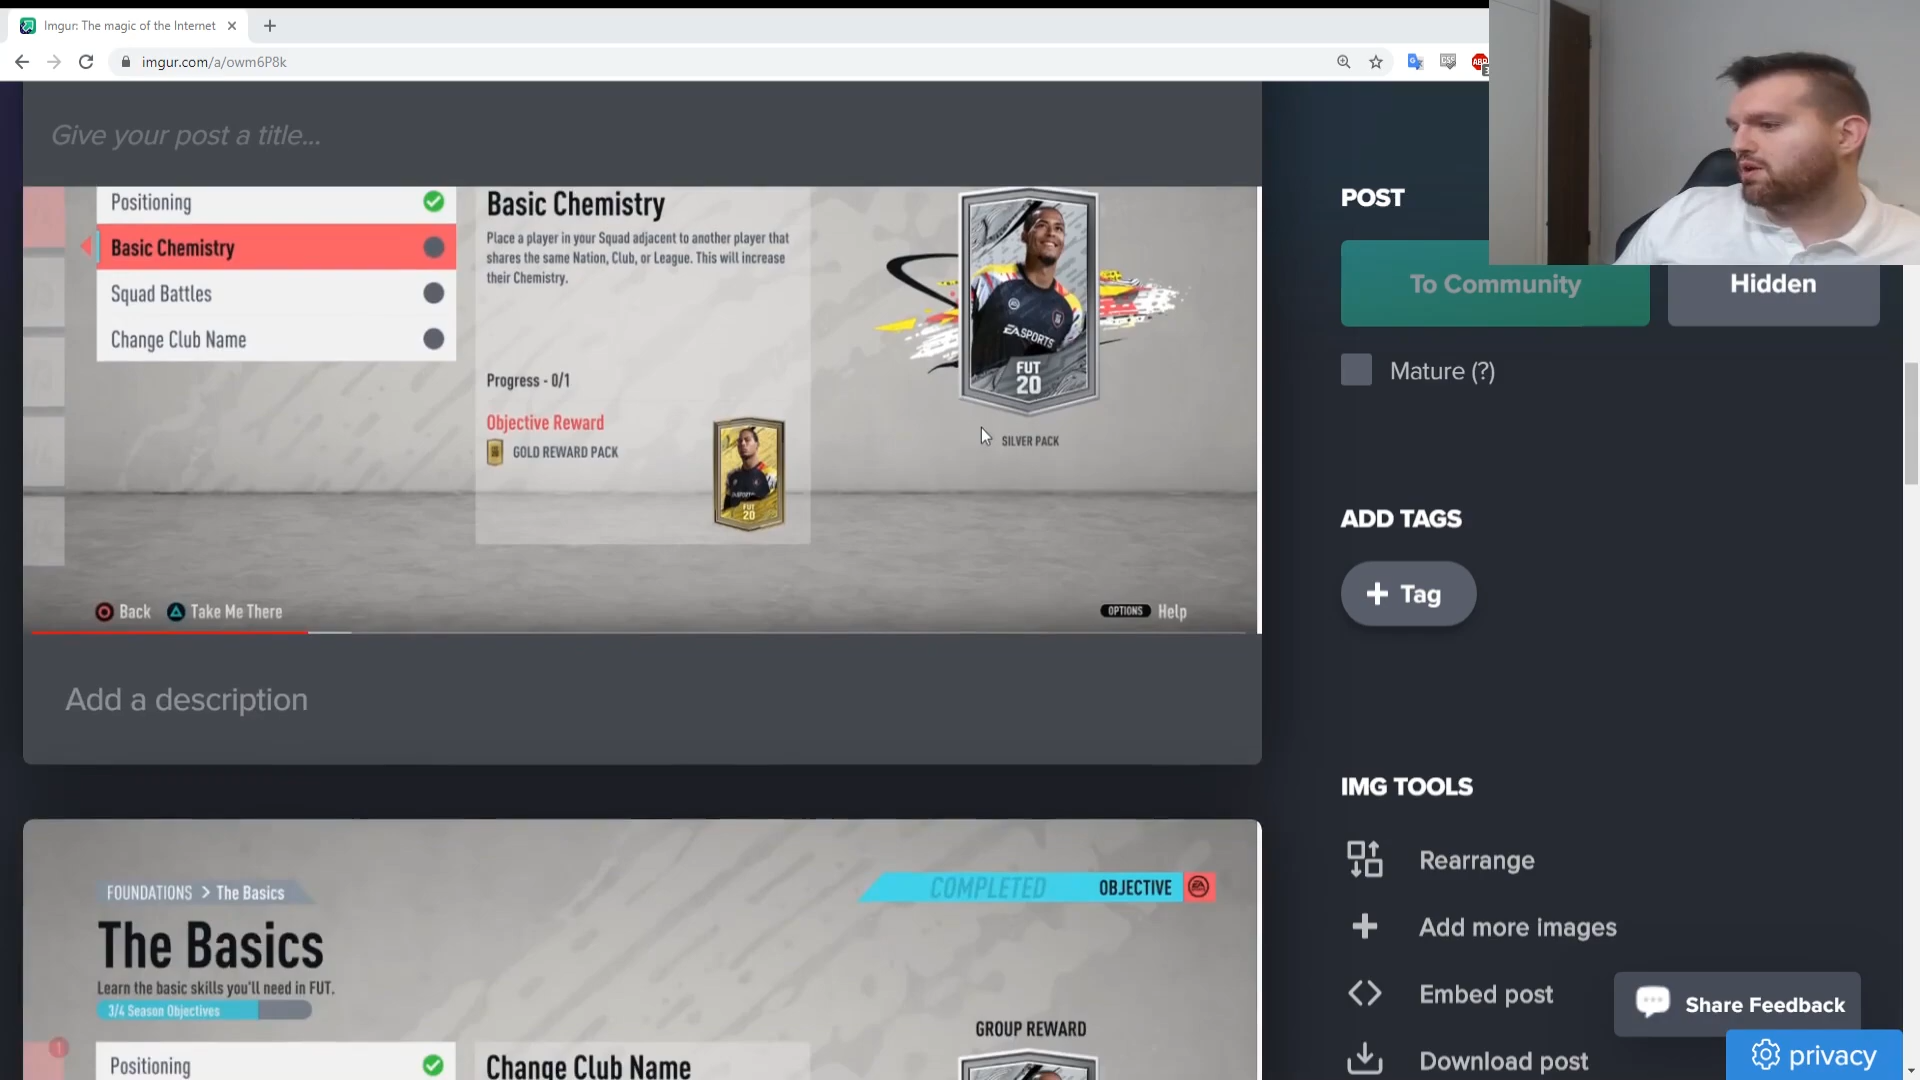 Imgur: The magic of the Internet
imgur.com/a/owm6P8k
Give your post a title...
Positioning
Basic Chemistry
Squad Battles
Change Club Name
Basic Chemistry
Place a player in your Squad adjacent to another player that
shares the same Nation, Club, or League. This will increase
their Chemistry.
Progress - 0/1
Objective Reward
GOLD REWARD PACK
FUT
20
EA SPORTS
FUT
20
SILVER PACK
Back
Take Me There
OPTIONS Help
Add a description
FOUNDATIONS > The Basics
The Basics
Learn the basic skills you'll need in FUT.
3/4 Season Objectives
COMPLETED OBJECTIVE
GROUP REWARD
Positioning
Change Club Name
POST
To Community
Hidden
Mature (?)
ADD TAGS
+ Tag
IMG TOOLS
Rearrange
Add more images
Embed post
Download post
Share Feedback
privacy